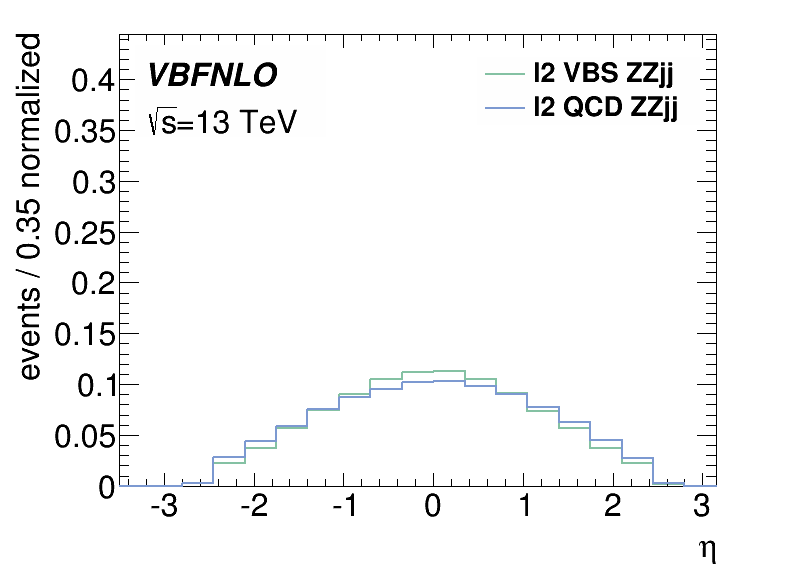 events / 0.35 normalized
VBFNLO
√s=13 TeV
l2 VBS ZZjj
l2 QCD ZZjj
0.4
0.35
0.3
0.25
0.2
0.15
0.1
0.05
0
-3 -2 -1 0 1 2 3
η